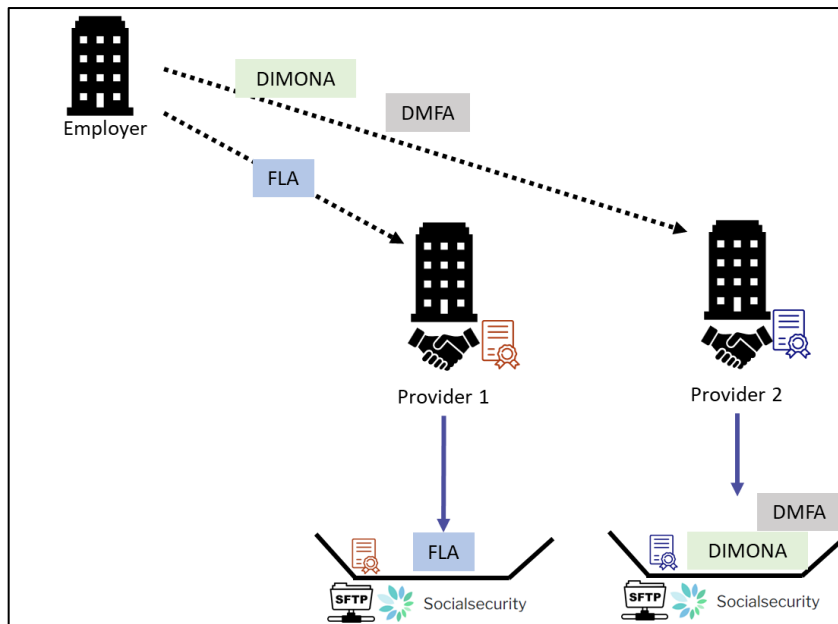 DIMONA
DMFA
Employer
FLA
Provider 1
Provider 2
DMFA
FLA
DIMONA
SFTP
Socialsecurity
SFTP
Socialsecurity